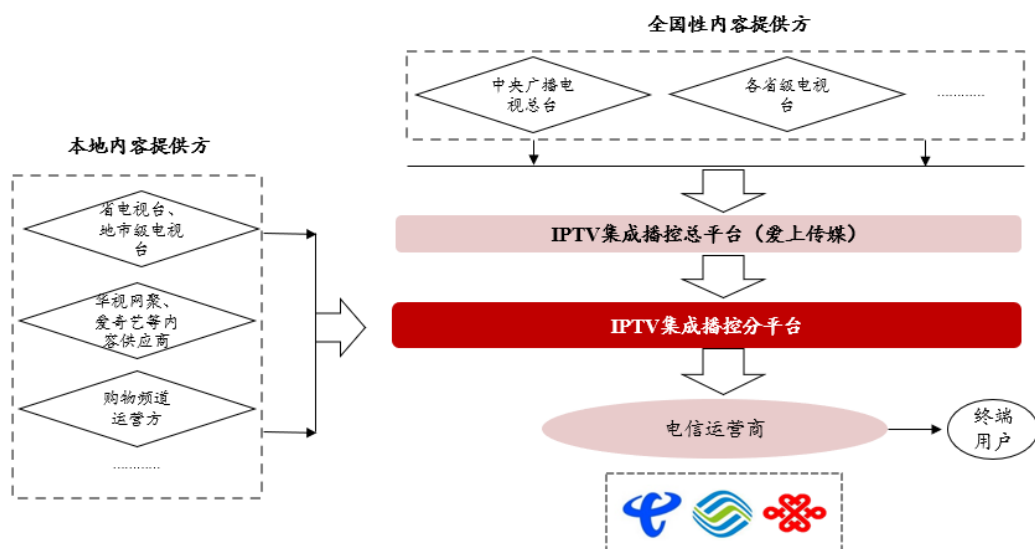 全国性内容提供方
中央广播电
视总台
各省级电视
台
............
本地内容提供方
省电视台、
地市级电视
台
华视网聚、
爱奇艺等内
容供应商
购物频道
运营方
............
IPTV集成播控总平台（爱上传媒）
IPTV集成播控分平台
电信运营商
终端
用户